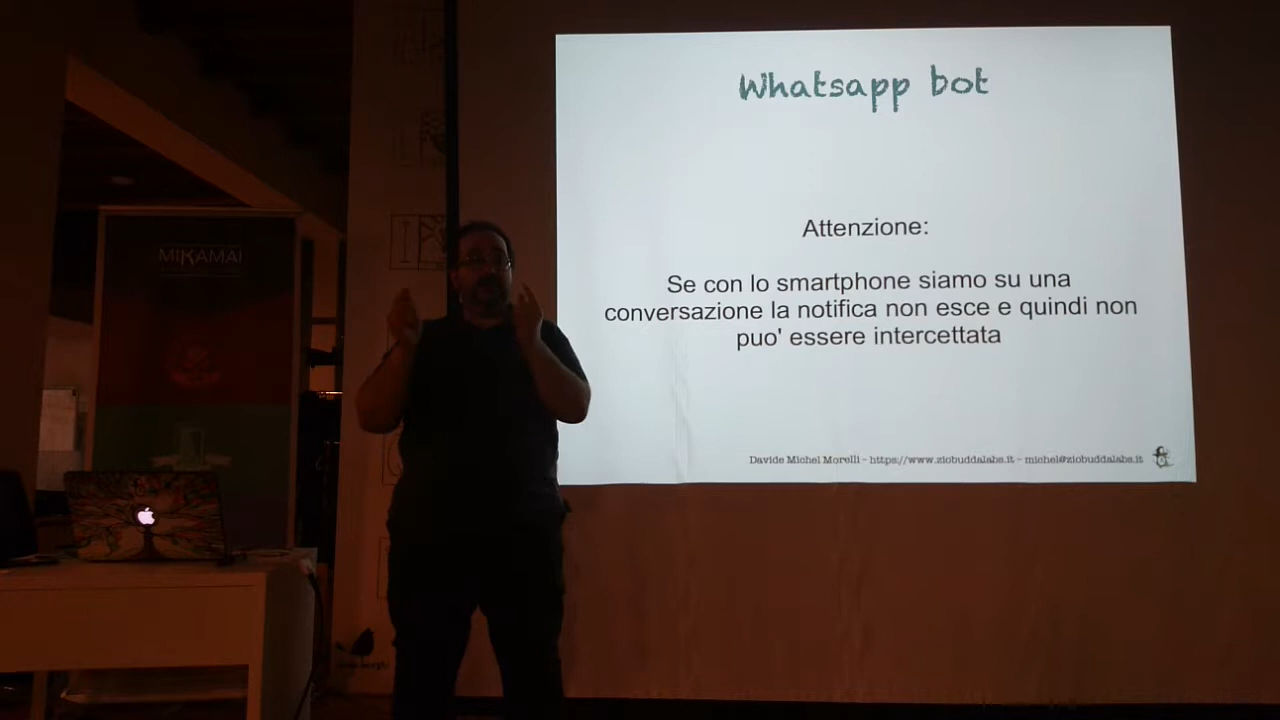 Whatsapp bot
Attenzione:
Se con lo smartphone siamo su una
conversazione la notifica non esce e quindi non
puo' essere intercettata
Davide Michel Morelli - https://www.ziobuddalabs.it - michel@ziobuddalabs.it
MIKAMAI